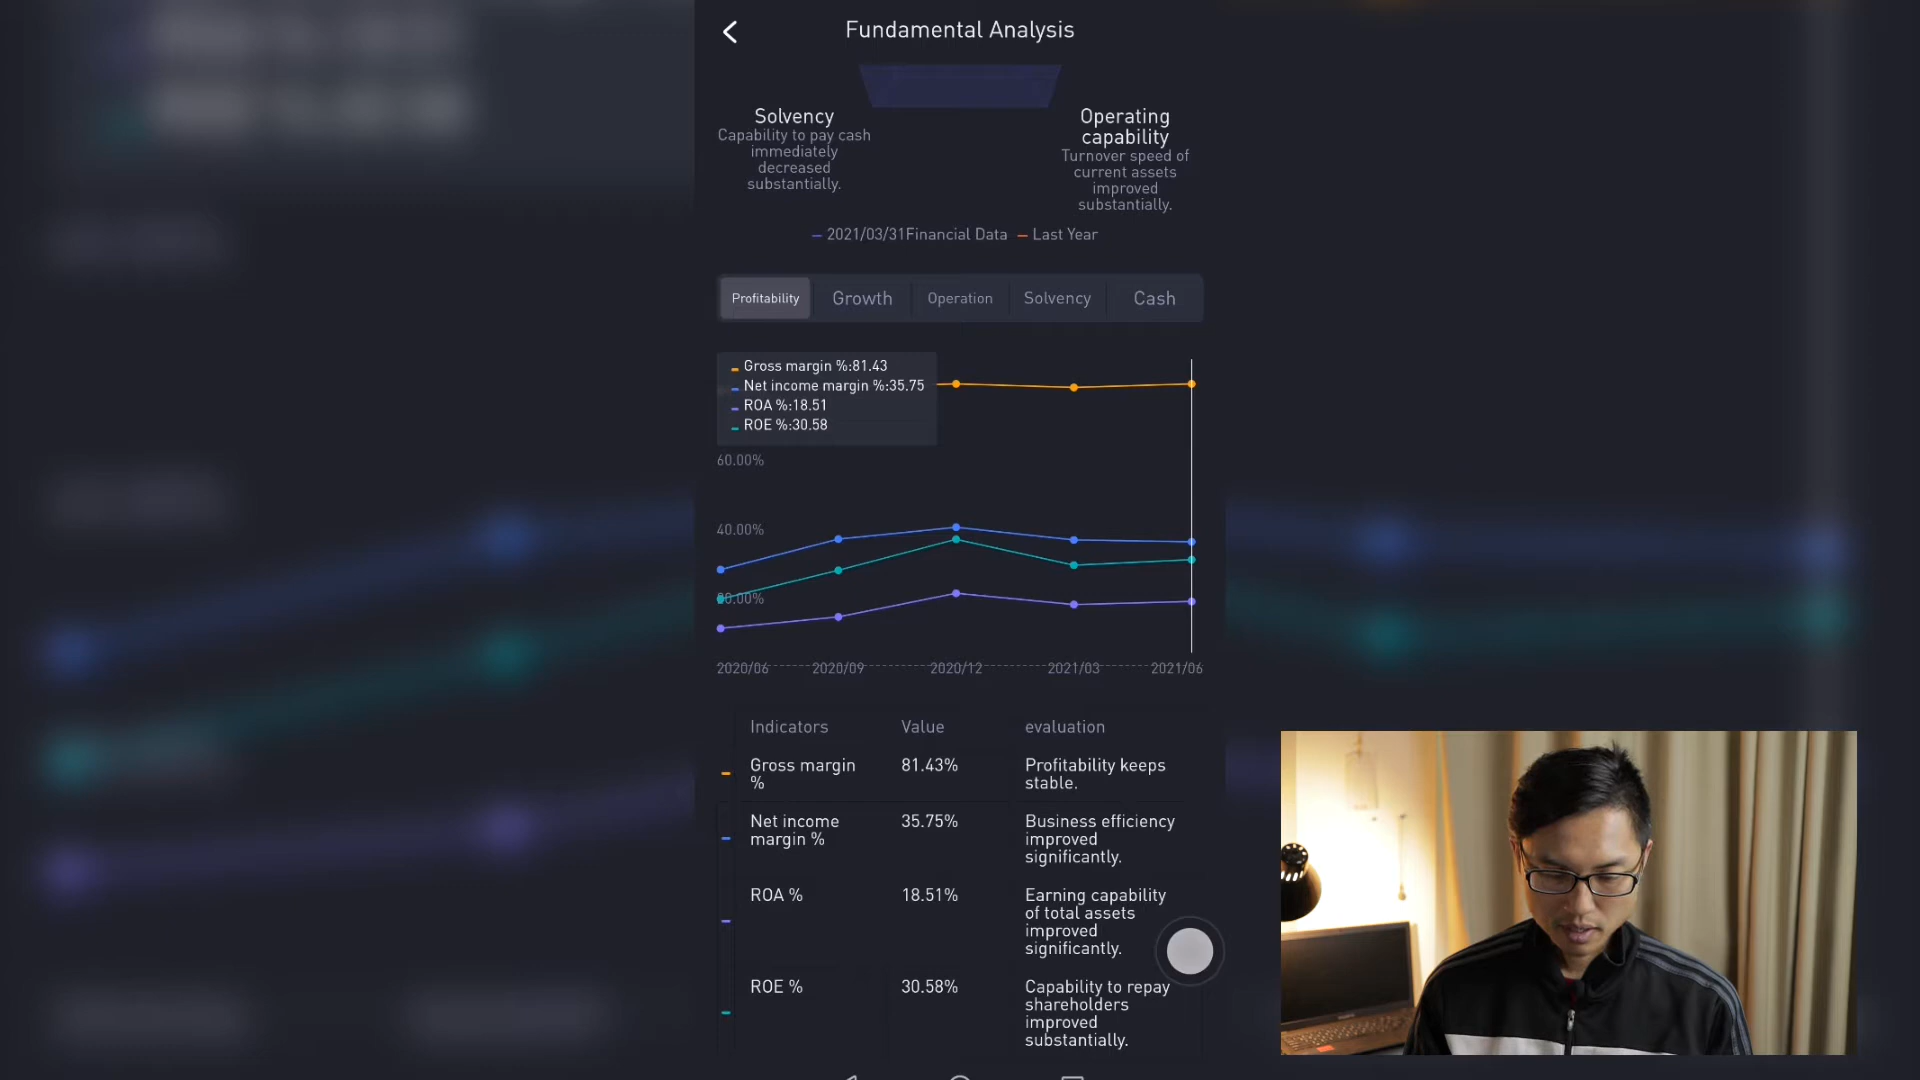 Fundamental Analysis
Solvency
Capability to pay cash
immediately
decreased
substantially.
Operating
capability
Turnover speed of
current assets
improved
substantially.
2021/03/31Financial Data
Last Year
Profitability
Growth
Operation
Solvency
Cash
Gross margin %:81.43
Net income margin %:35.75
ROA %:18.51
ROE %:30.58
60.00%
40.00%
20.00%
2020/06
2020/09
2020/12
2021/03
2021/06
Indicators
Value
evaluation
Gross margin
%
81.43%
Profitability keeps
stable.
Net income
margin %
35.75%
Business efficiency
improved
significantly.
ROA %
18.51%
Earning capability
of total assets
improved
significantly.
ROE %
30.58%
Capability to repay
shareholders
improved
substantially.